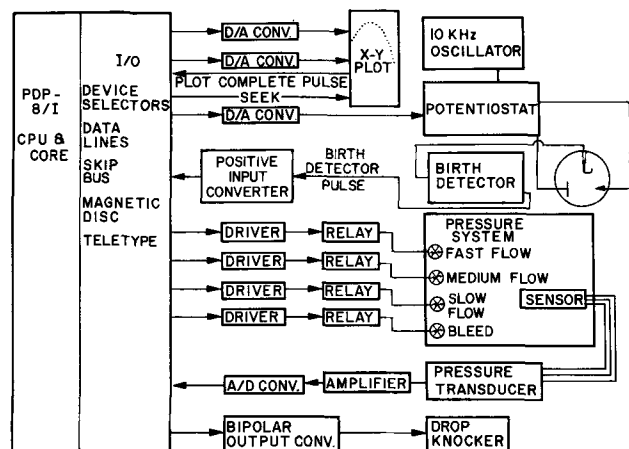 PDP-
8/I
CPU &
CORE
I/O
DEVICE
SELECTORS
DATA
LINES
SKIP
BUS
MAGNETIC
DISC
TELETYPE
D/A CONV.
D/A CONV.
PLOT COMPLETE PULSE
SEEK
D/A CONV.
X-Y
PLOT
10 KHz
OSCILLATOR
POTENTIOSTAT
POSITIVE
INPUT
CONVERTER
BIRTH
DETECTOR
PULSE
BIRTH
DETECTOR
DRIVER
RELAY
DRIVER
RELAY
DRIVER
RELAY
DRIVER
RELAY
PRESSURE
SYSTEM
FAST FLOW
MEDIUM FLOW
SLOW
FLOW
BLEED
SENSOR
A/D CONV.
AMPLIFIER
PRESSURE
TRANSDUCER
BIPOLAR
OUTPUT CONV.
DROP
KNOCKER